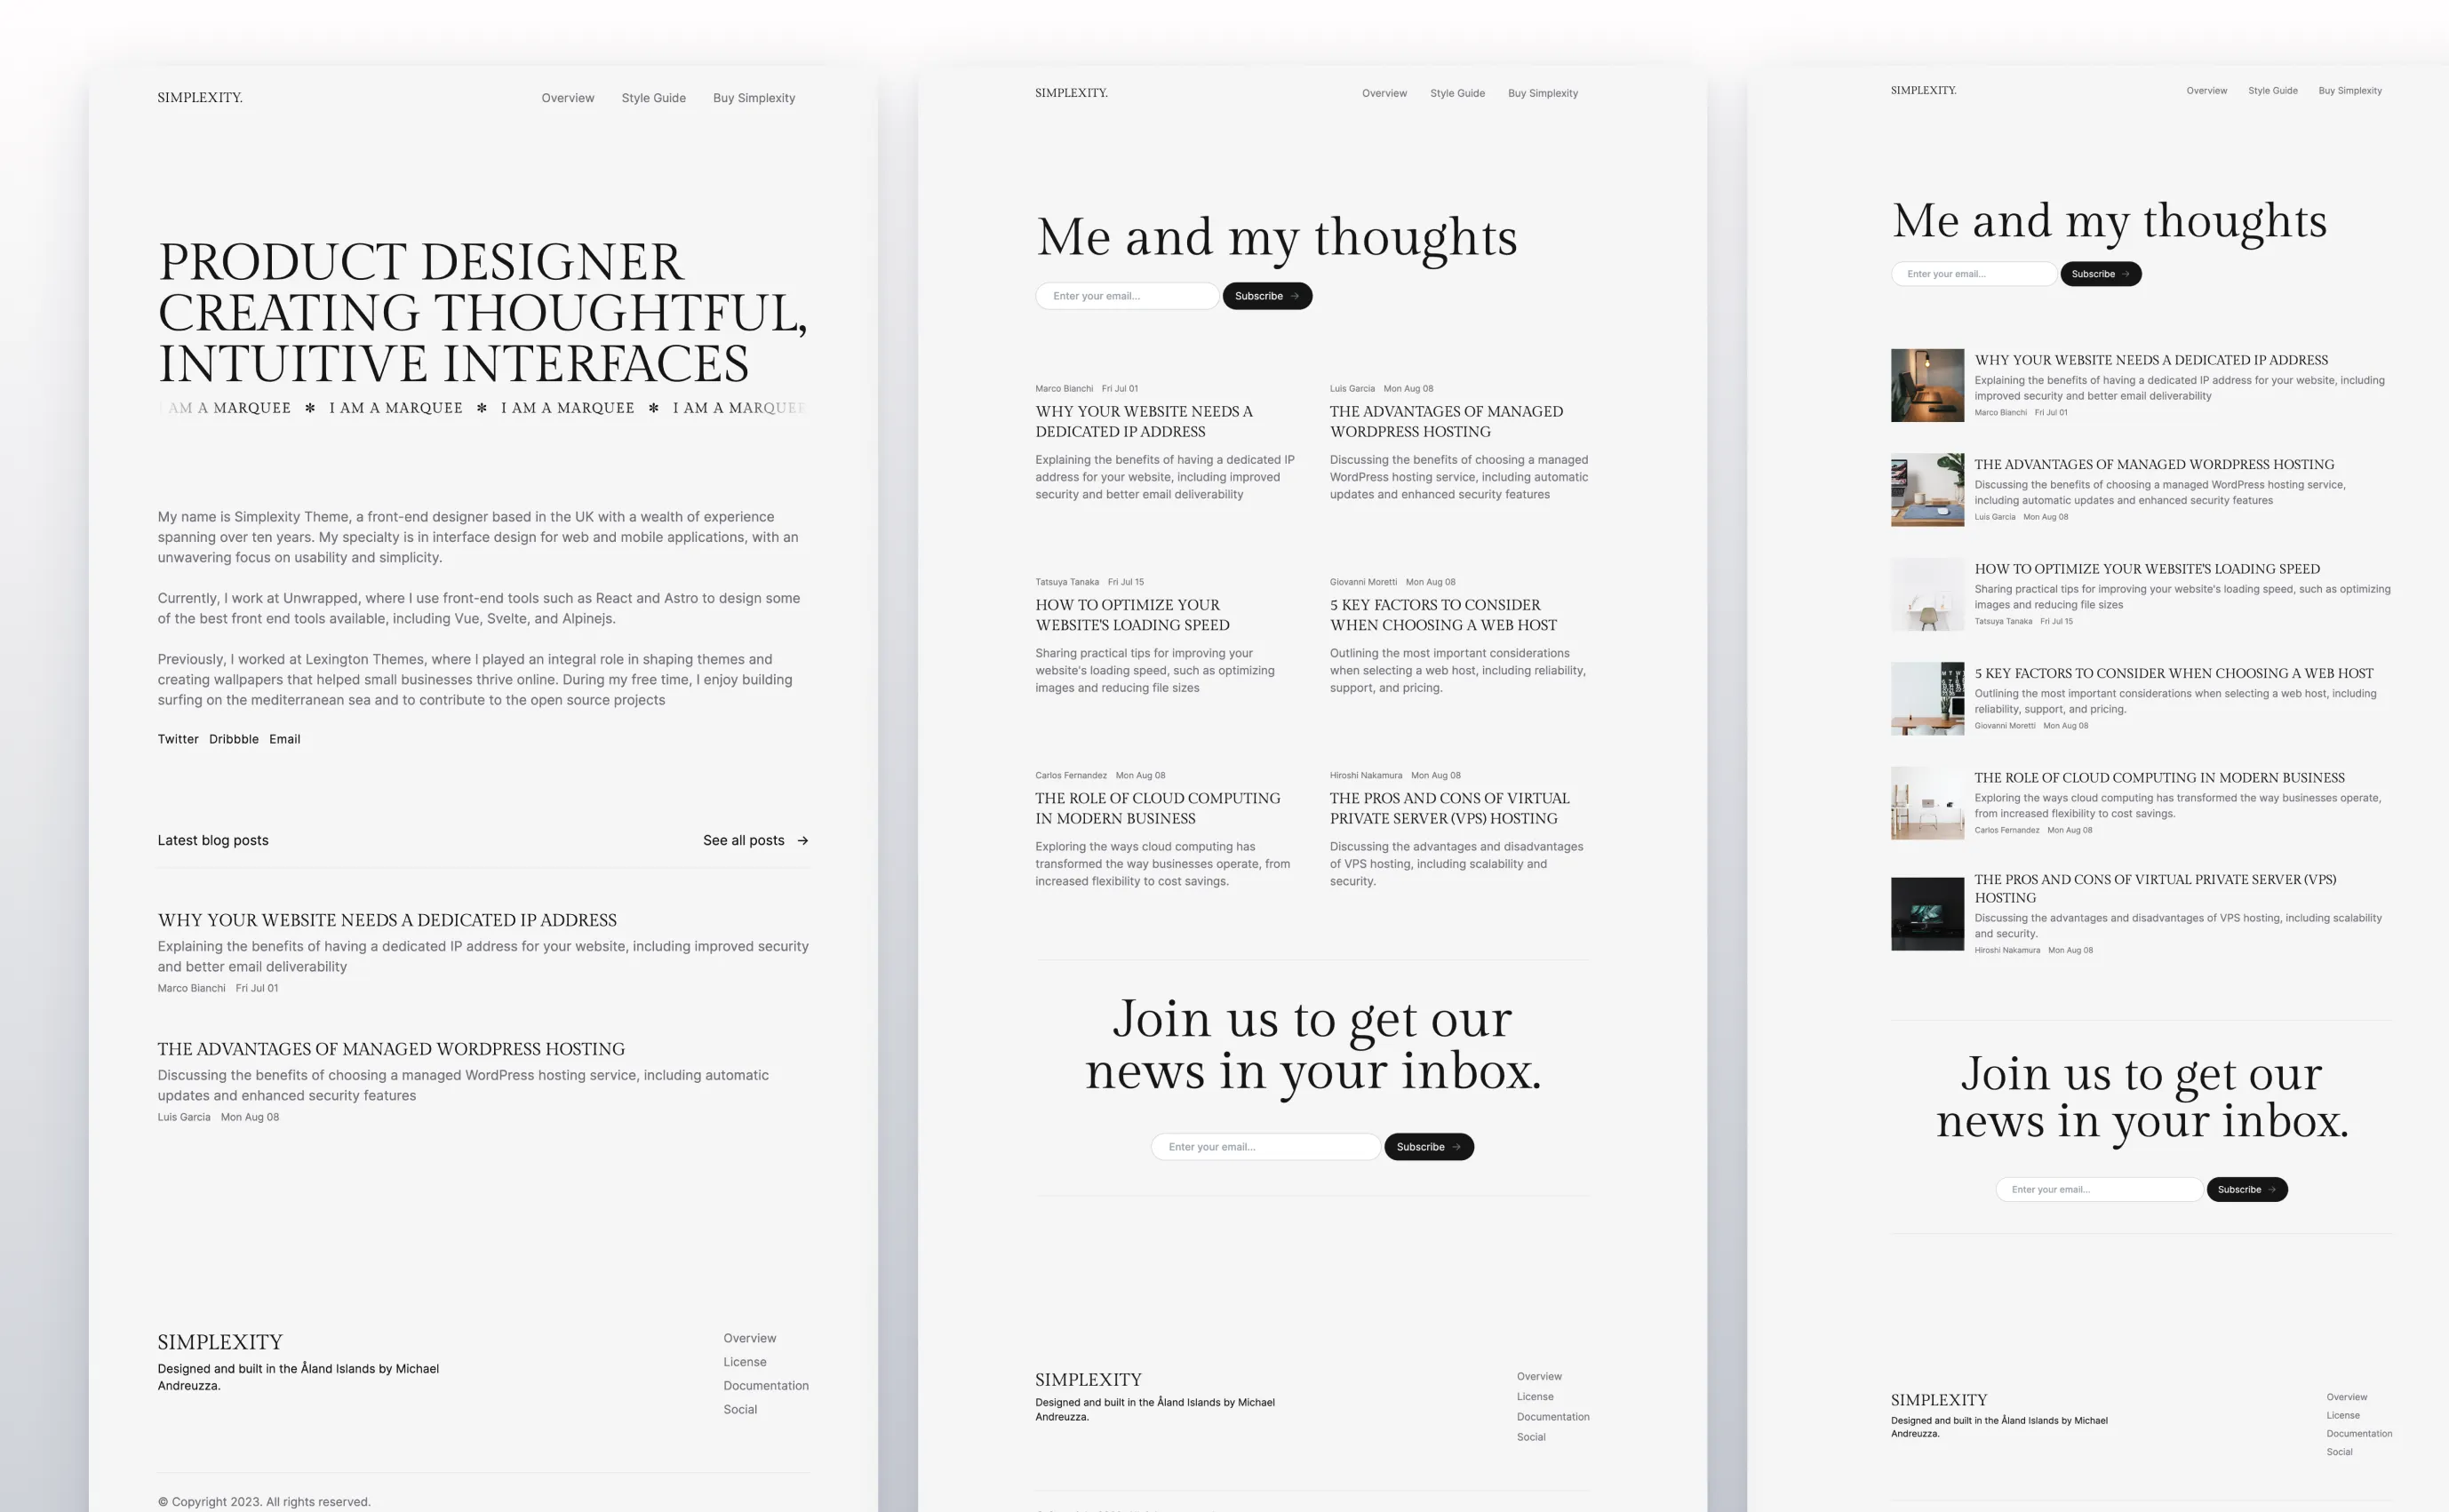 SIMPLEXITY.
Overview Style Guide Buy Simplexity
PRODUCT DESIGNER
CREATING THOUGHTFUL,
INTUITIVE INTERFACES
I AM A MARQUEE ✻ I AM A MARQUEE ✻ I AM A MARQUEE ✻ I AM A MARQUEE
My name is Simplexity Theme, a front-end designer based in the UK with a wealth of experience
spanning over ten years. My specialty is in interface design for web and mobile applications, with an
unwavering focus on usability and simplicity.
Currently, I work at Unwrapped, where I use front-end tools such as React and Astro to design some
of the best front end tools available, including Vue, Svelte, and Alpinejs.
Previously, I worked at Lexington Themes, where I played an integral role in shaping themes and
creating wallpapers that helped small businesses thrive online. During my free time, I enjoy building
surfing on the mediterranean sea and to contribute to the open source projects
Twitter Dribbble Email
Latest blog posts See all posts →
WHY YOUR WEBSITE NEEDS A DEDICATED IP ADDRESS
Explaining the benefits of having a dedicated IP address for your website, including improved security
and better email deliverability
Marco Bianchi Fri Jul 01
THE ADVANTAGES OF MANAGED WORDPRESS HOSTING
Discussing the benefits of choosing a managed WordPress hosting service, including automatic
updates and enhanced security features
Luis Garcia Mon Aug 08
SIMPLEXITY
Designed and built in the Åland Islands by Michael
Andreuzza.
Overview
License
Documentation
Social
© Copyright 2023. All rights reserved.
SIMPLEXITY.
Overview Style Guide Buy Simplexity
Me and my thoughts
Enter your email... Subscribe →
Marco Bianchi Fri Jul 01
WHY YOUR WEBSITE NEEDS A
DEDICATED IP ADDRESS
Explaining the benefits of having a dedicated IP
address for your website, including improved
security and better email deliverability
Luis Garcia Mon Aug 08
THE ADVANTAGES OF MANAGED
WORDPRESS HOSTING
Discussing the benefits of choosing a managed
WordPress hosting service, including automatic
updates and enhanced security features
Tatsuya Tanaka Fri Jul 15
HOW TO OPTIMIZE YOUR
WEBSITE'S LOADING SPEED
Sharing practical tips for improving your
website's loading speed, such as optimizing
images and reducing file sizes
Giovanni Moretti Mon Aug 08
5 KEY FACTORS TO CONSIDER
WHEN CHOOSING A WEB HOST
Outlining the most important considerations
when selecting a web host, including reliability,
support, and pricing.
Carlos Fernandez Mon Aug 08
THE ROLE OF CLOUD COMPUTING
IN MODERN BUSINESS
Exploring the ways cloud computing has
transformed the way businesses operate, from
increased flexibility to cost savings.
Hiroshi Nakamura Mon Aug 08
THE PROS AND CONS OF VIRTUAL
PRIVATE SERVER (VPS) HOSTING
Discussing the advantages and disadvantages
of VPS hosting, including scalability and
security.
Join us to get our
news in your inbox.
Enter your email... Subscribe →
SIMPLEXITY
Designed and built in the Åland Islands by Michael
Andreuzza.
Overview
License
Documentation
Social
SIMPLEXITY.
Overview Style Guide Buy Simplexity
Me and my thoughts
Enter your email... Subscribe →
WHY YOUR WEBSITE NEEDS A DEDICATED IP ADDRESS
Explaining the benefits of having a dedicated IP address for your website, including
improved security and better email deliverability
Marco Bianchi Fri Jul 01
THE ADVANTAGES OF MANAGED WORDPRESS HOSTING
Discussing the benefits of choosing a managed WordPress hosting service,
including automatic updates and enhanced security features
Luis Garcia Mon Aug 08
HOW TO OPTIMIZE YOUR WEBSITE'S LOADING SPEED
Sharing practical tips for improving your website's loading speed, such as optimizing
images and reducing file sizes
Tatsuya Tanaka Fri Jul 15
5 KEY FACTORS TO CONSIDER WHEN CHOOSING A WEB HOST
Outlining the most important considerations when selecting a web host, including
reliability, support, and pricing.
Giovanni Moretti Mon Aug 08
THE ROLE OF CLOUD COMPUTING IN MODERN BUSINESS
Exploring the ways cloud computing has transformed the way businesses operate,
from increased flexibility to cost savings.
Carlos Fernandez Mon Aug 08
THE PROS AND CONS OF VIRTUAL PRIVATE SERVER (VPS)
HOSTING
Discussing the advantages and disadvantages of VPS hosting, including scalability
and security.
Hiroshi Nakamura Mon Aug 08
Join us to get our
news in your inbox.
Enter your email... Subscribe →
SIMPLEXITY
Designed and built in the Åland Islands by Michael
Andreuzza.
Overview
License
Documentation
Social